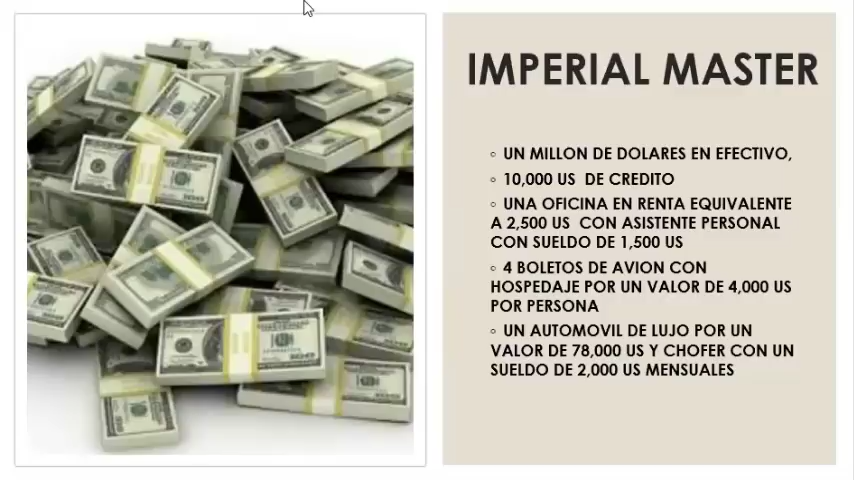 IMPERIAL MASTER
◦ UN MILLON DE DOLARES EN EFECTIVO,
◦ 10,000 US DE CREDITO
◦ UNA OFICINA EN RENTA EQUIVALENTE
A 2,500 US CON ASISTENTE PERSONAL
CON SUELDO DE 1,500 US
◦ 4 BOLETOS DE AVION CON
HOSPEDAJE POR UN VALOR DE 4,000 US
POR PERSONA
◦ UN AUTOMOVIL DE LUJO POR UN
VALOR DE 78,000 US Y CHOFER CON UN
SUELDO DE 2,000 US MENSUALES